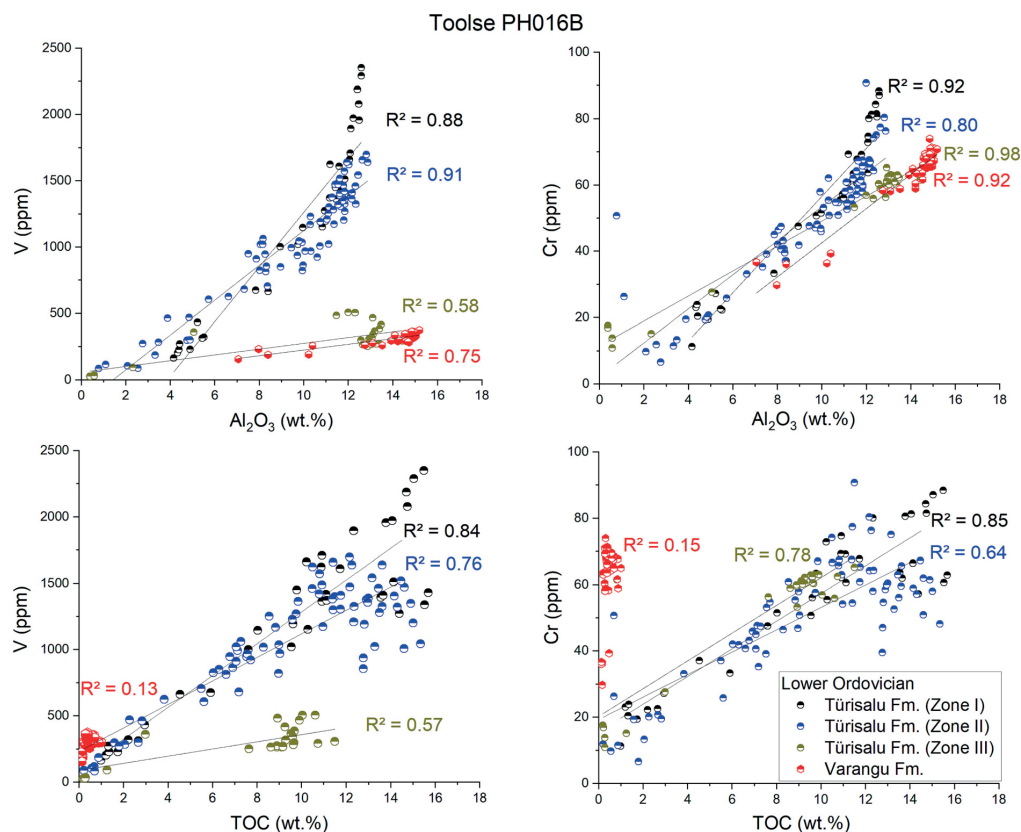 Toolse PH016B
2500
2000
1500
1000
500
0
V (ppm)
R² = 0.88
R² = 0.91
R² = 0.58
R² = 0.75
0 2 4 6 8 10 12 14 16 18
Al₂O₃ (wt.%)
100
80
60
40
20
0
Cr (ppm)
R² = 0.92
R² = 0.80
R² = 0.98
R² = 0.92
0 2 4 6 8 10 12 14 16 18
Al₂O₃ (wt.%)
2500
2000
1500
1000
500
0
V (ppm)
R² = 0.84
R² = 0.76
R² = 0.13
R² = 0.57
0 2 4 6 8 10 12 14 16 18
TOC (wt.%)
100
80
60
40
20
0
Cr (ppm)
R² = 0.85
R² = 0.15
R² = 0.78
R² = 0.64
Lower Ordovician
Türisalu Fm. (Zone I)
Türisalu Fm. (Zone II)
Türisalu Fm. (Zone III)
Varangu Fm.
0 2 4 6 8 10 12 14 16 18
TOC (wt.%)